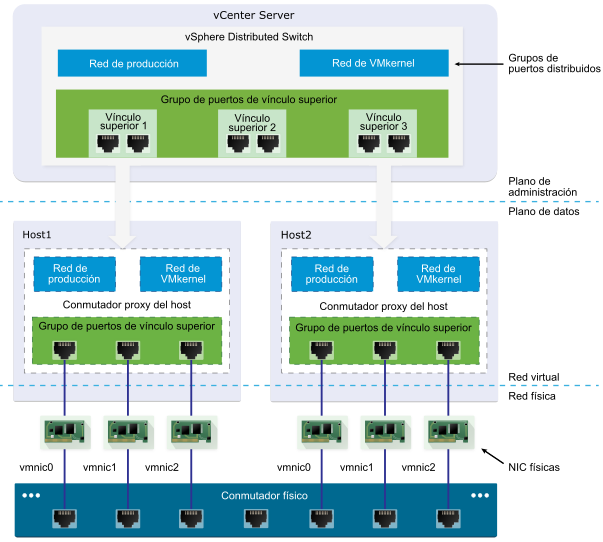 vCenter Server
vSphere Distributed Switch
Red de producción
Red de VMkernel
Grupos de
puertos distribuidos
Grupo de puertos de vínculo superior
Vínculo
superior 1
Vínculo
superior 2
Vínculo
superior 3
Plano de
administración
Plano de datos
Host1
Red de
producción
Red de
VMkernel
Conmutador proxy del host
Grupo de puertos de vínculo superior
Host2
Red de
producción
Red de
VMkernel
Conmutador proxy del host
Grupo de puertos de vínculo superior
Red virtual
Red física
vmnic0
vmnic1
vmnic2
vmnic0
vmnic1
vmnic2
NIC físicas
Conmutador físico